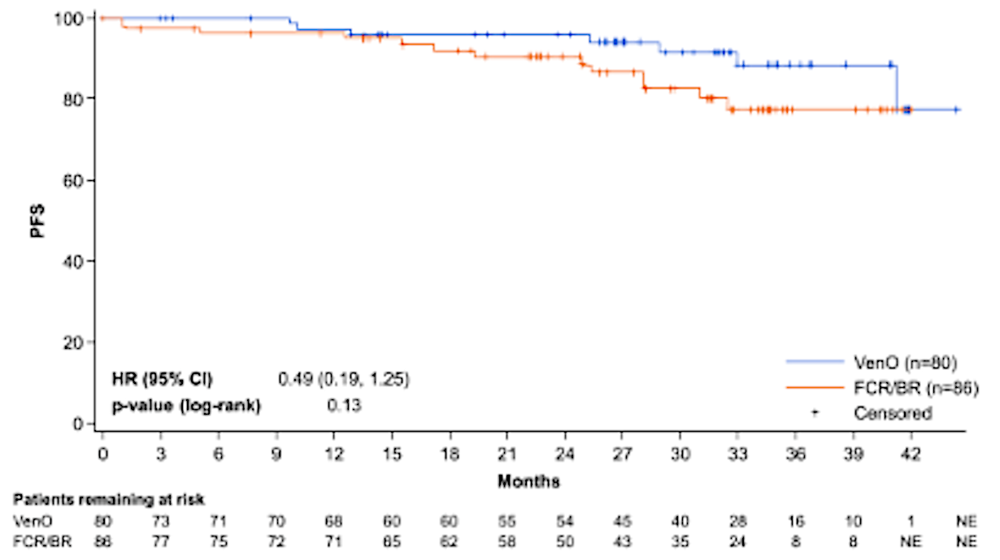 100
80
60
40
20
0
PFS
HR (95% CI) 0.49 (0.19, 1.25)
p-value (log-rank) 0.13
VenO (n=80)
FCR/BR (n=86)
+ Censored
0 3 6 9 12 15 18 21 24 27 30 33 36 39 42
Months
Patients remaining at risk
VenO 80 73 71 70 68 60 60 55 54 45 40 28 16 10 1 NE
FCR/BR 86 77 75 72 71 65 62 58 50 43 35 24 8 8 NE NE